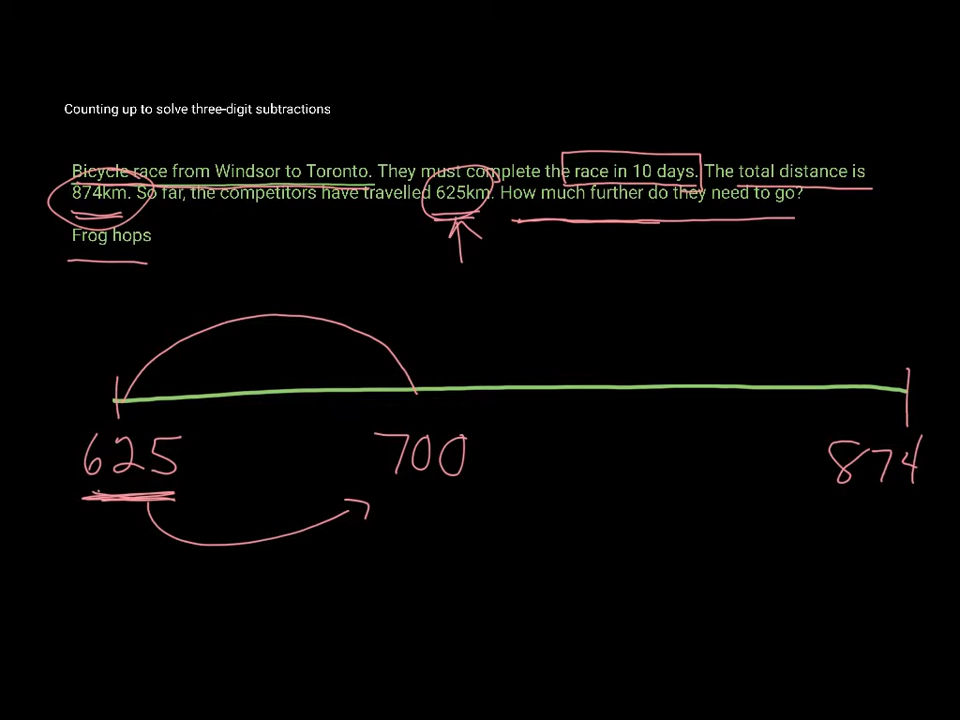 Counting up to solve three-digit subtractions
Bicycle race from Windsor to Toronto. They must complete the race in 10 days. The total distance is
874km. So far, the competitors have travelled 625km. How much further do they need to go?
Frog hops
625 700 874